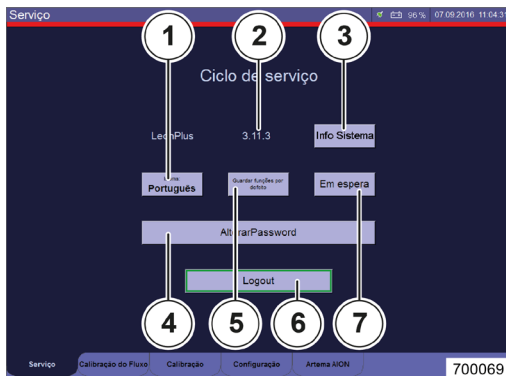 Serviço
96 % 07.09.2016 11:04:31
1 2 3
Ciclo de serviço
LeonPlus 3.11.3 Info Sistema
Português
Guardar funções por
defeito
Em espera
AlterarPassword
Logout
4 5 6 7
Serviço Calibração do Fluxo Calibração Configuração Artema AION
700069